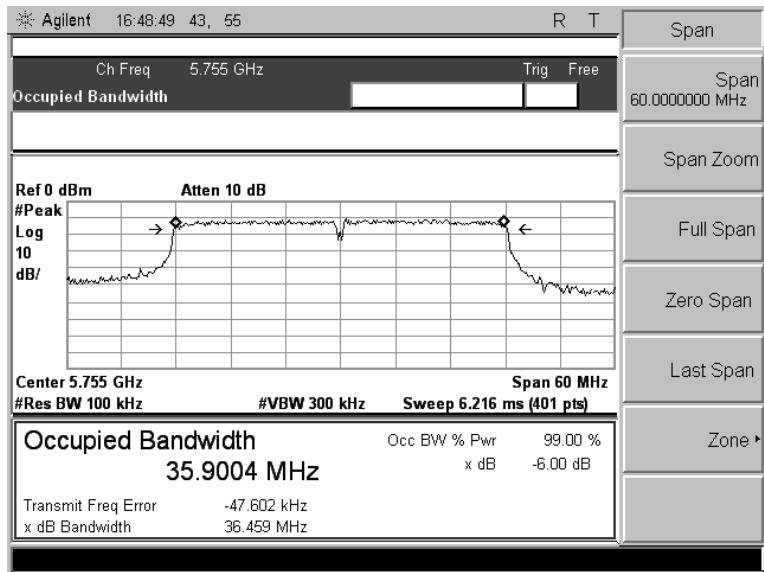 Agilent 16:48:49 43, 55 R T
Ch Freq 5.755 GHz Trig Free
Occupied Bandwidth
Ref 0 dBm Atten 10 dB
#Peak
Log
10
dB/
Center 5.755 GHz Span 60 MHz
#Res BW 100 kHz #VBW 300 kHz Sweep 6.216 ms (401 pts)
Occupied Bandwidth
35.9004 MHz
Occ BW % Pwr 99.00 %
x dB -6.00 dB
Transmit Freq Error -47.602 kHz
x dB Bandwidth 36.459 MHz
Span
Span
60.0000000 MHz
Span Zoom
Full Span
Zero Span
Last Span
Zone